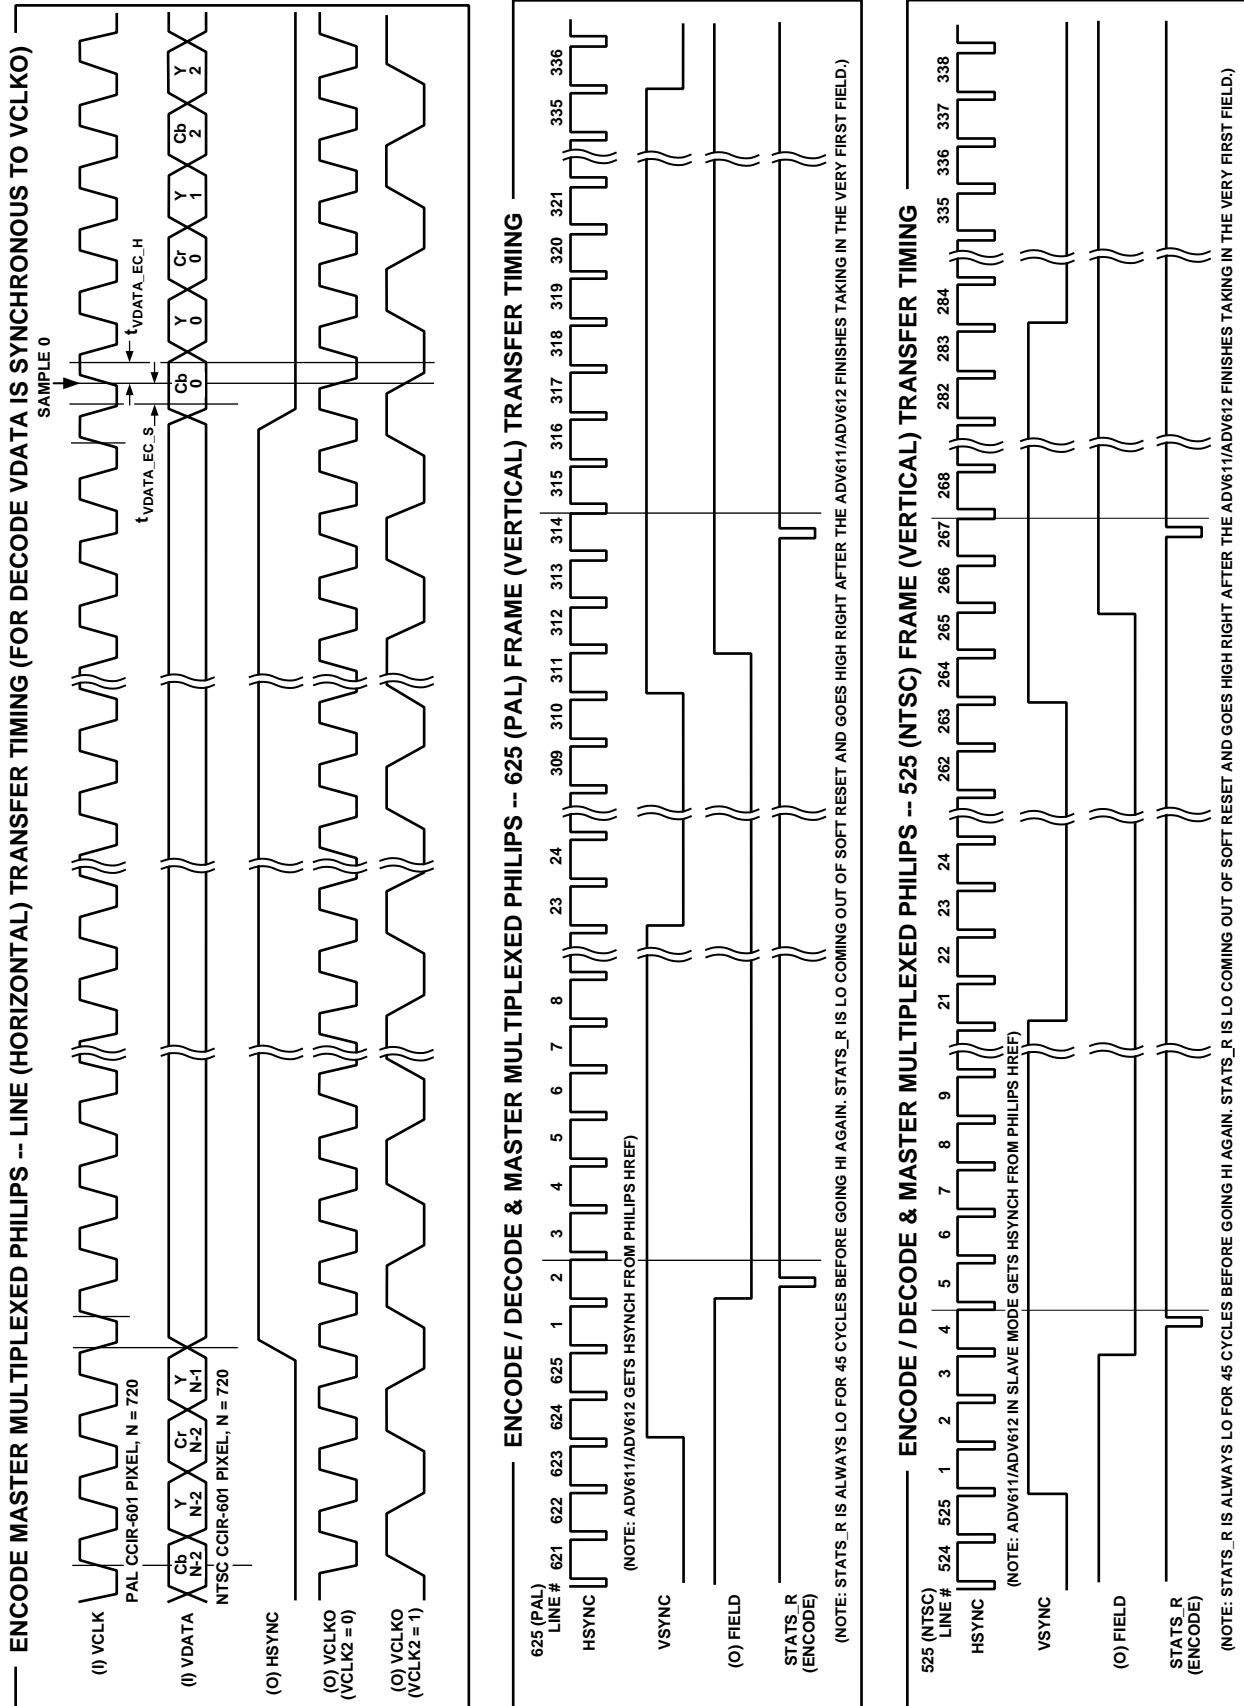 ENCODE MASTER MULTIPLEXED PHILIPS -- LINE (HORIZONTAL) TRANSFER TIMING (FOR DECODE VDATA IS SYNCHRONOUS TO VCLKO)
SAMPLE 0
(I) VCLK
PAL CCIR-601 PIXEL, N = 720
tVDATA_EC_S
tVDATA_EC_H
(I) VDATA
Cb N-2 Y N-2 Cr N-2 Y N-1 Cb 0 Y 0 Cr 0 Y 1 Cb 2 Y 2
NTSC CCIR-601 PIXEL, N = 720
(O) HSYNC
(O) VCLKO
(VCLK2 = 0)
(O) VCLKO
(VCLK2 = 1)
ENCODE / DECODE & MASTER MULTIPLEXED PHILIPS -- 625 (PAL) FRAME (VERTICAL) TRANSFER TIMING
625 (PAL)
LINE # 621 622 623 624 625 1 2 3 4 5 6 7 8 23 24 309 310 311 312 313 314 315 316 317 318 319 320 321 335 336
HSYNC
(NOTE: ADV611/ADV612 GETS HSYNCH FROM PHILIPS HREF)
VSYNC
(O) FIELD
STATS_R
(ENCODE)
(NOTE: STATS_R IS ALWAYS LO FOR 45 CYCLES BEFORE GOING HI AGAIN. STATS_R IS LO COMING OUT OF SOFT RESET AND GOES HIGH RIGHT AFTER THE ADV611/ADV612 FINISHES TAKING IN THE VERY FIRST FIELD.)
ENCODE / DECODE & MASTER MULTIPLEXED PHILIPS -- 525 (NTSC) FRAME (VERTICAL) TRANSFER TIMING
525 (NTSC)
LINE # 524 525 1 2 3 4 5 6 7 8 9 21 22 23 24 262 263 264 265 266 267 268 282 283 284 335 336 337 338
HSYNC
(NOTE: ADV611/ADV612 IN SLAVE MODE GETS HSYNCH FROM PHILIPS HREF)
VSYNC
(O) FIELD
STATS_R
(ENCODE)
(NOTE: STATS_R IS ALWAYS LO FOR 45 CYCLES BEFORE GOING HI AGAIN. STATS_R IS LO COMING OUT OF SOFT RESET AND GOES HIGH RIGHT AFTER THE ADV611/ADV612 FINISHES TAKING IN THE VERY FIRST FIELD.)